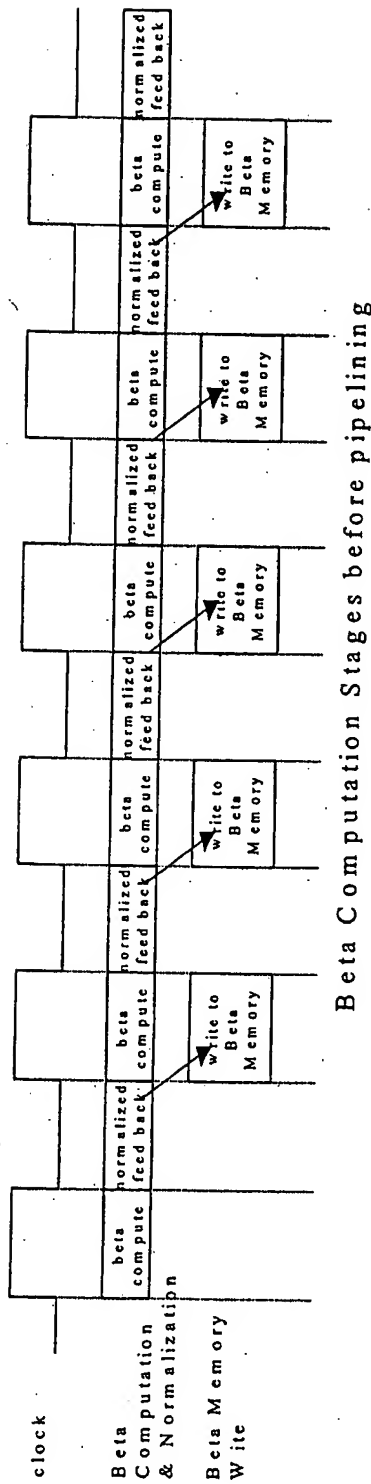 clock
Beta
Computation
& Normalization
beta
compute
normalized
feed back
beta
compute
normalized
feed back
beta
compute
normalized
feed back
beta
compute
normalized
feed back
beta
compute
normalized
feed back
beta
compute
normalized
feed back
Beta Memory
Wite
write to
Beta
Memory
write to
Beta
Memory
write to
Beta
Memory
write to
Beta
Memory
write to
Beta
Memory
Beta Computation Stages before pipelining